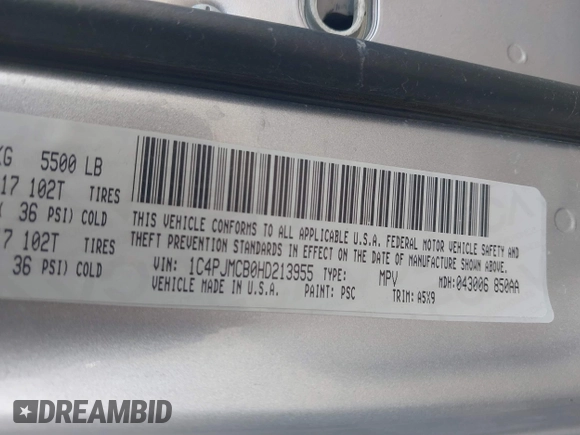 KG 5500 LB
17 102T TIRES
( 36 PSI) COLD
7 102T TIRES
36 PSI) COLD
THIS VEHICLE CONFORMS TO ALL APPLICABLE U.S.A. FEDERAL MOTOR VEHICLE SAFETY AND
THEFT PREVENTION STANDARDS IN EFFECT ON THE DATE OF MANUFACTURE SHOWN ABOVE.
VIN: 1C4PJMCB0HD213955 TYPE: MPV MDH: 043006 850AA
VEHICLE MADE IN U.S.A. PAINT: PSC TRIM: A5X9
DREAMBID